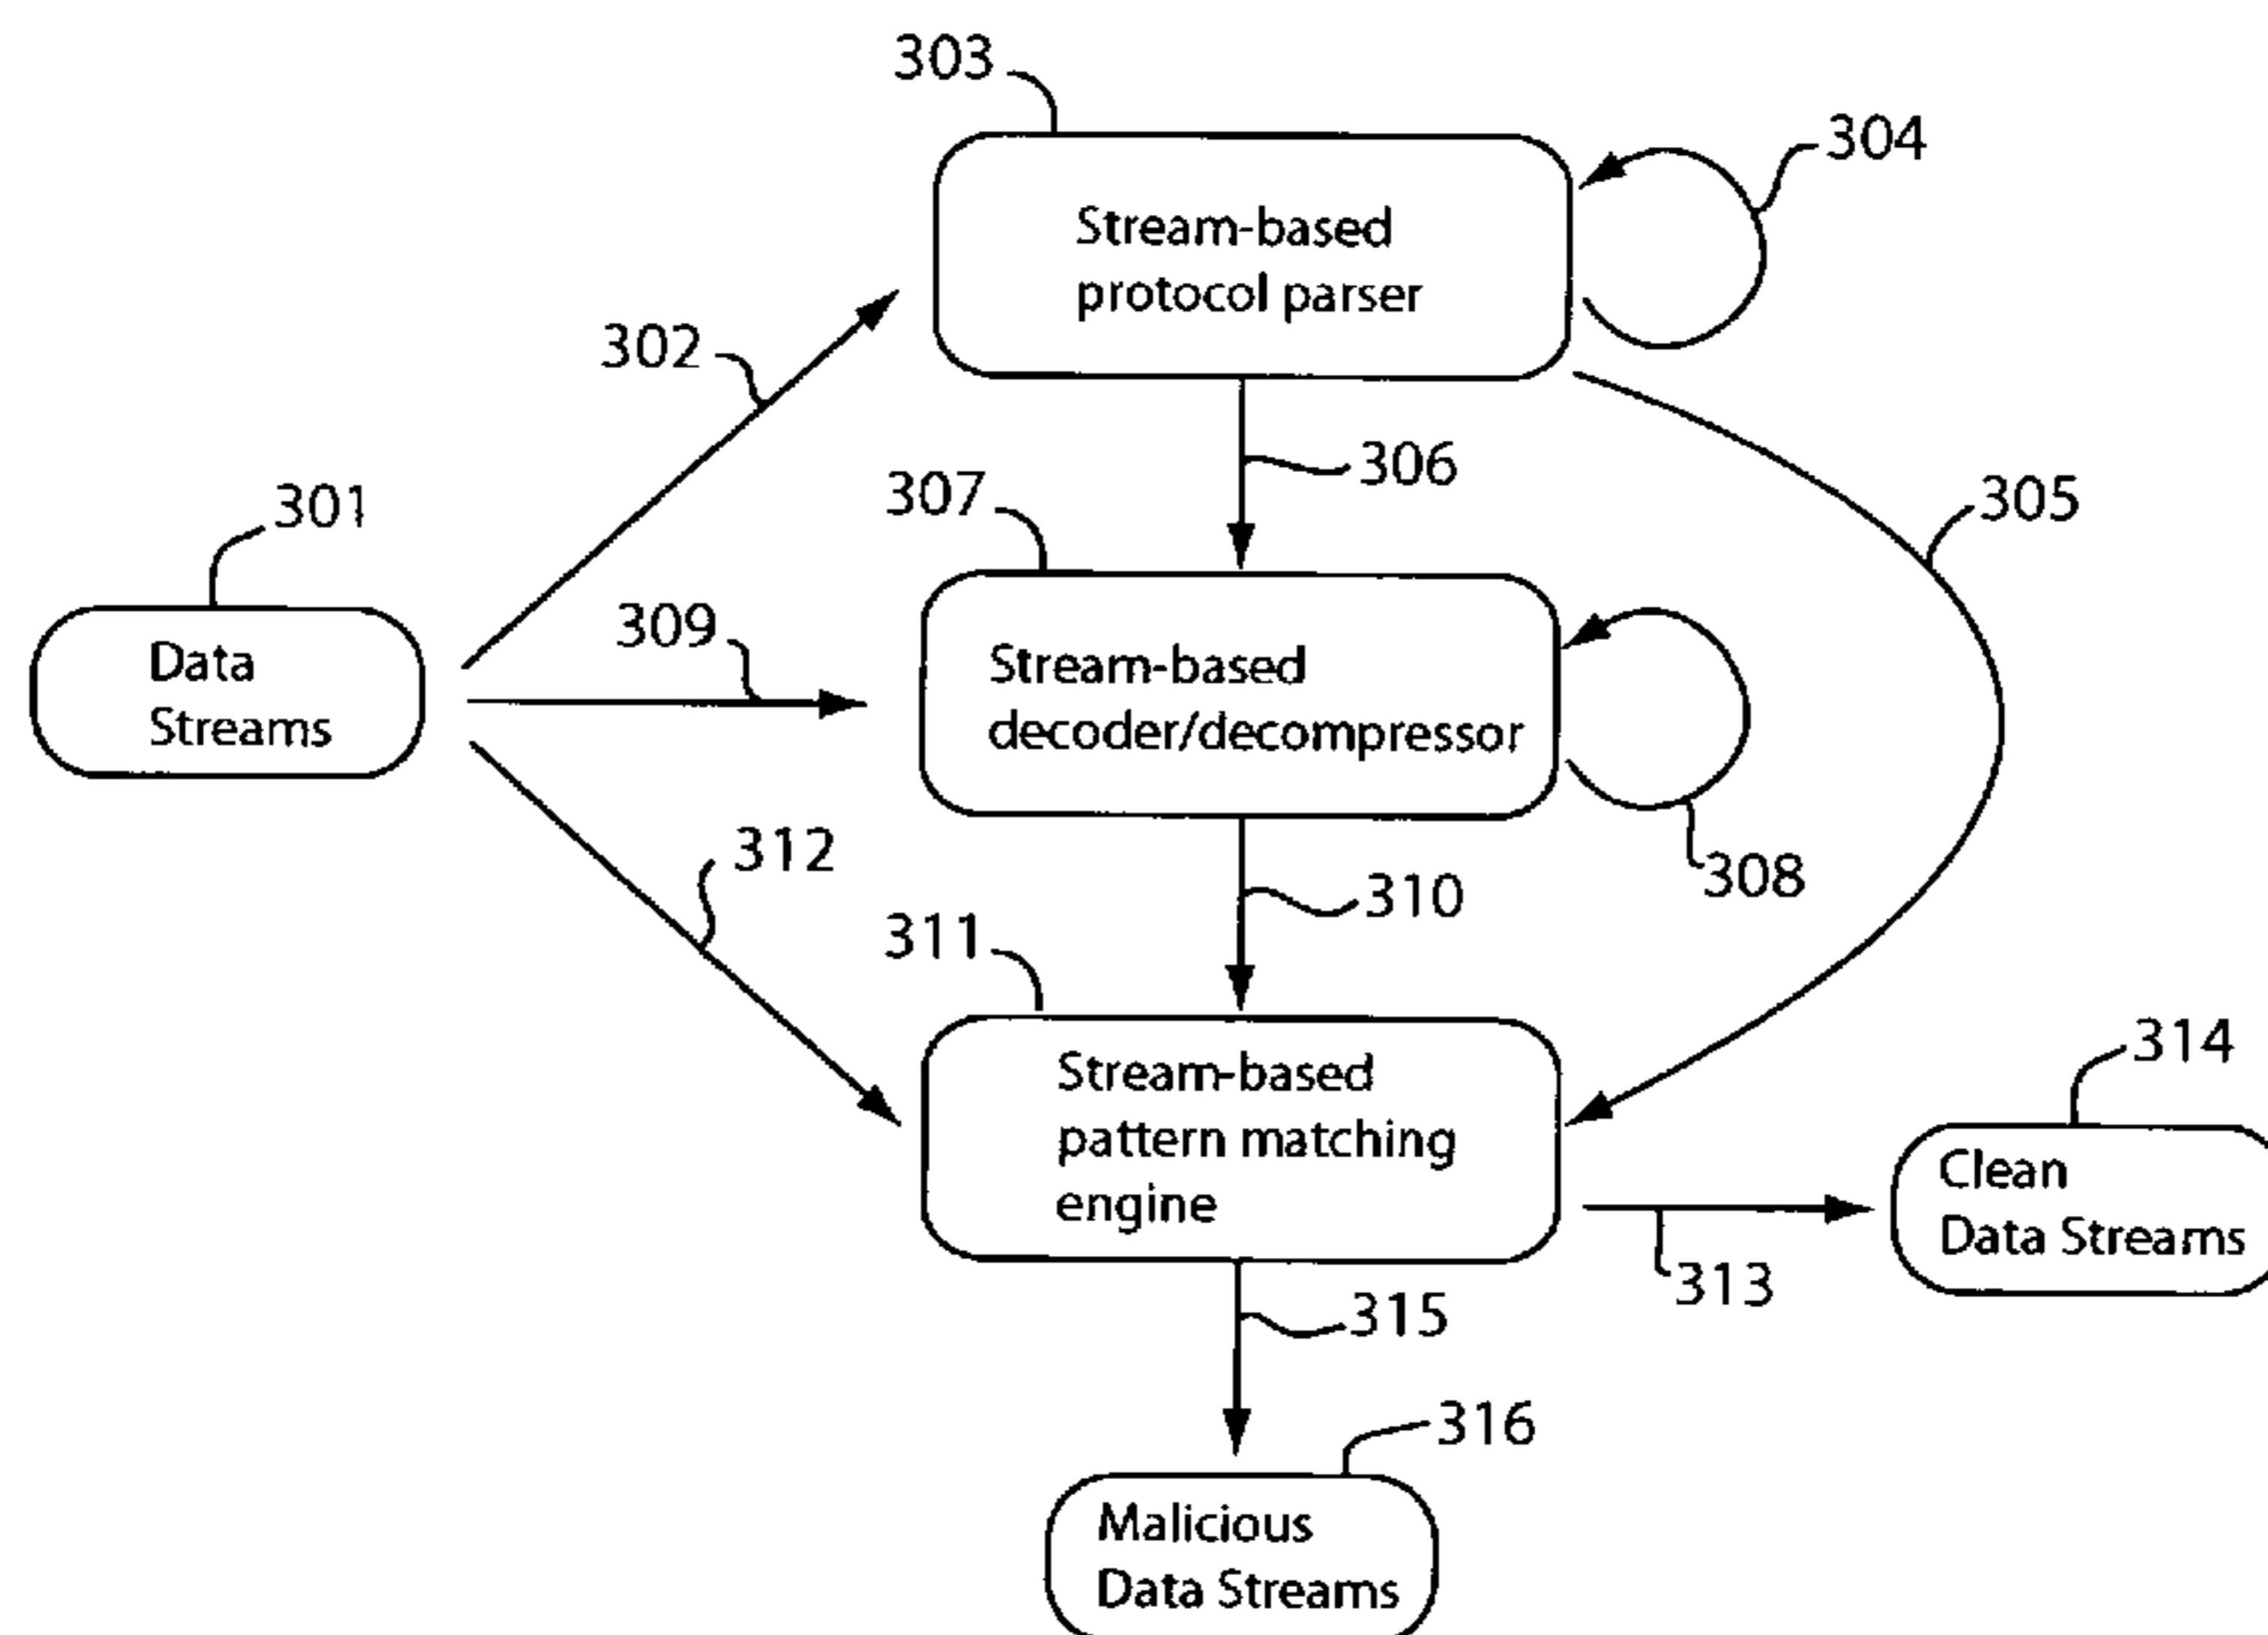 303
304
Stream-based
protocol parser
302
306
305
307
301
309
Data
Streams
Stream-based
decoder/decompressor
312
308
310
311
314
Stream-based
pattern matching
engine
Clean
Data Streams
313
315
316
Malicious
Data Streams